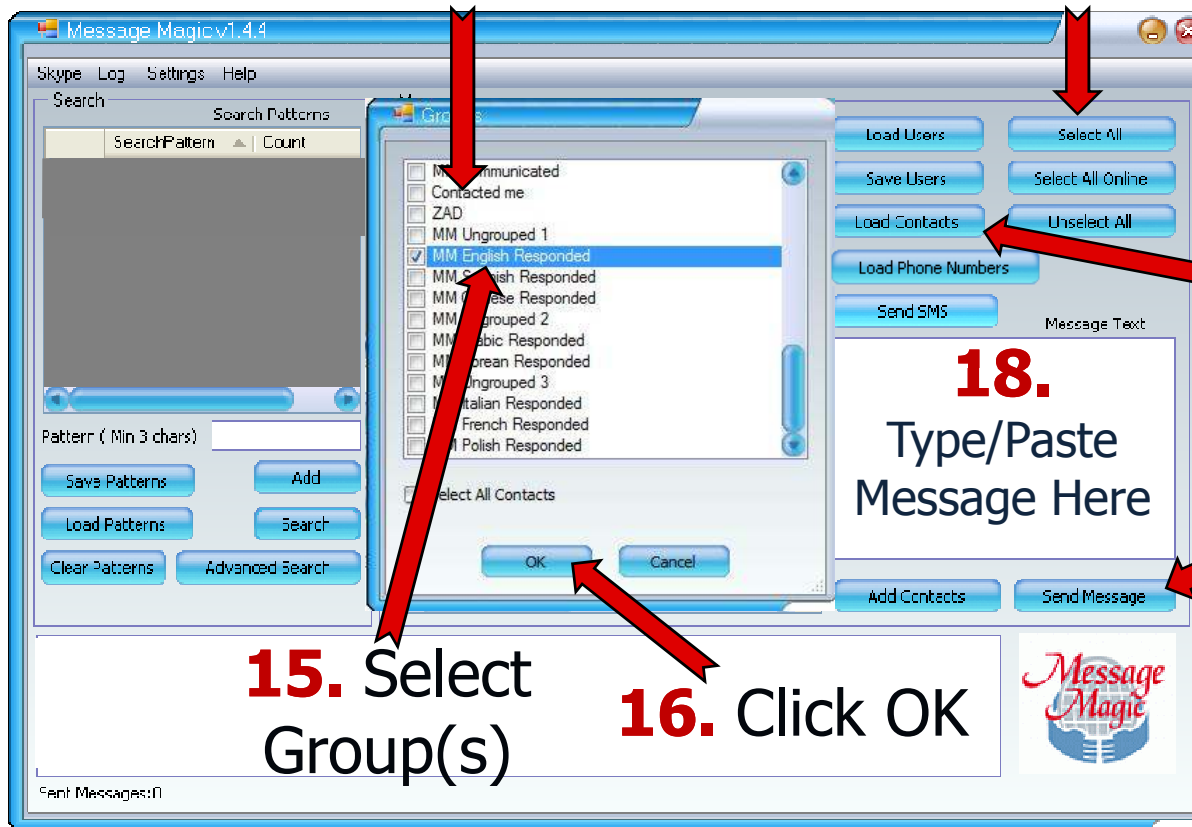 Message Magic v1.4.4
Skype Log Settings Help
Search
Search Patterns
SearchPattern Count
Pattern ( Min 3 chars)
Save Patterns Add
Load Patterns Search
Clear Patterns Advanced Search
Contacted me
ZAD
MM Ungrouped 1
MM English Responded
MM Responded
MM Responded
MM 2
MM Responded
MM Responded
Ungrouped 3
Italian Responded
French Responded
Polish Responded
Select All Contacts
OK Cancel
Load Users Select All
Save Users Select All Online
Load Contacts Unselect All
Load Phone Numbers
Send SMS
Message Text
18.
Type/Paste
Message Here
Add Contacts Send Message
15. Select
Group(s)
16. Click OK
Message
Magic
Sent Messages:0